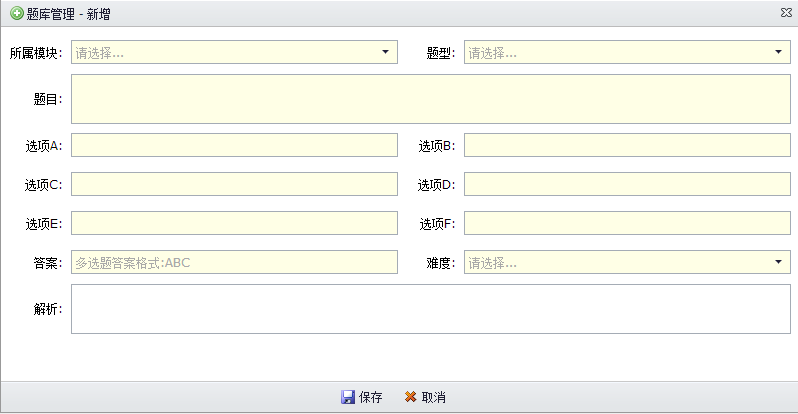 题库管理 - 新增
所属模块: 请选择... 题型: 请选择...
题目:
选项A: 选项B:
选项C: 选项D:
选项E: 选项F:
答案: 多选题答案格式:ABC 难度: 请选择...
解析:
保存 取消